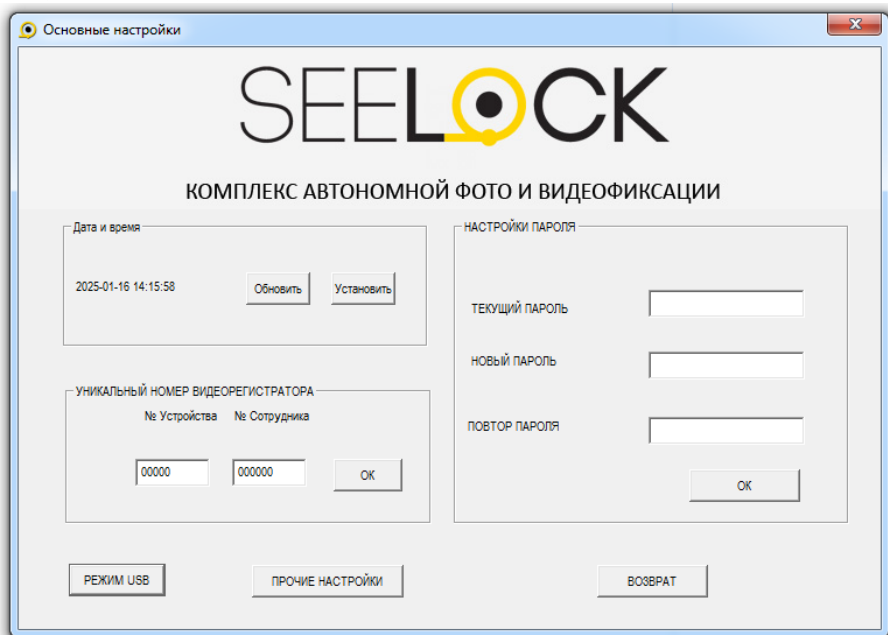 Основные настройки
SEELOCK
КОМПЛЕКС АВТОНОМНОЙ ФОТО И ВИДЕОФИКСАЦИИ
Дата и время
2025-01-16 14:15:58
Обновить
Установить
УНИКАЛЬНЫЙ НОМЕР ВИДЕОРЕГИСТРАТОРА
№ Устройства № Сотрудника
00000
000000
ОК
НАСТРОЙКИ ПАРОЛЯ
ТЕКУЩИЙ ПАРОЛЬ
НОВЫЙ ПАРОЛЬ
ПОВТОР ПАРОЛЯ
ОК
РЕЖИМ USB
ПРОЧИЕ НАСТРОЙКИ
ВОЗВРАТ